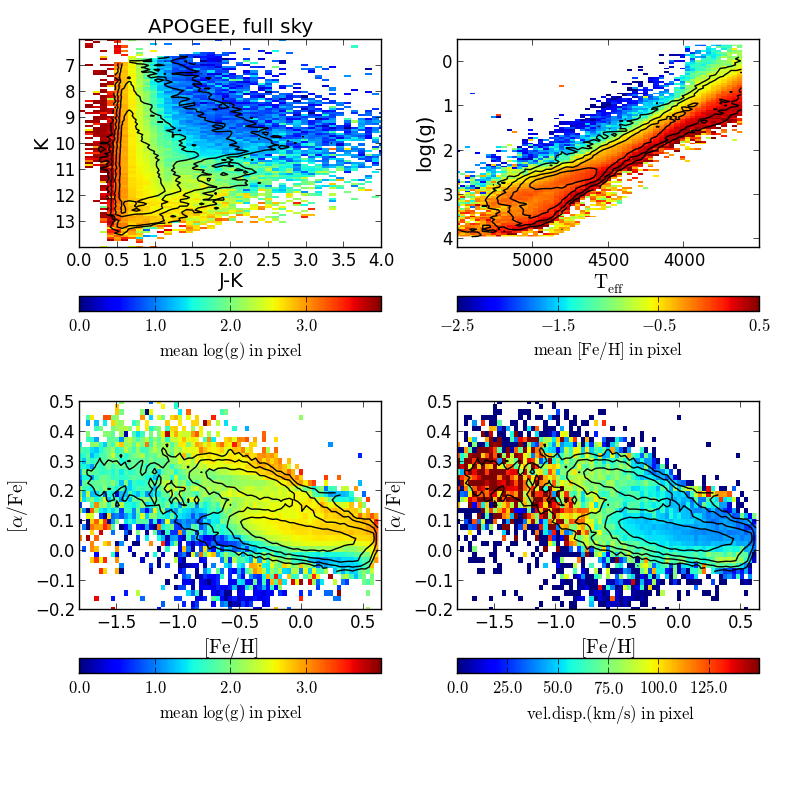 APOGEE, full sky
K
7
8
9
10
11
12
13
0.0 0.5 1.0 1.5 2.0 2.5 3.0 3.5 4.0
J-K
0.0 1.0 2.0 3.0
mean log(g) in pixel
log(g)
0
1
2
3
4
5000 4500 4000
T_eff
−2.5 −1.5 −0.5 0.5
mean [Fe/H] in pixel
[α/Fe]
0.5
0.4
0.3
0.2
0.1
0.0
−0.1
−0.2
−1.5 −1.0 −0.5 0.0 0.5
[Fe/H]
0.0 1.0 2.0 3.0
mean log(g) in pixel
[α/Fe]
0.5
0.4
0.3
0.2
0.1
0.0
−0.1
−0.2
−1.5 −1.0 −0.5 0.0 0.5
[Fe/H]
0.0 25.0 50.0 75.0 100.0 125.0
vel.disp.(km/s) in pixel